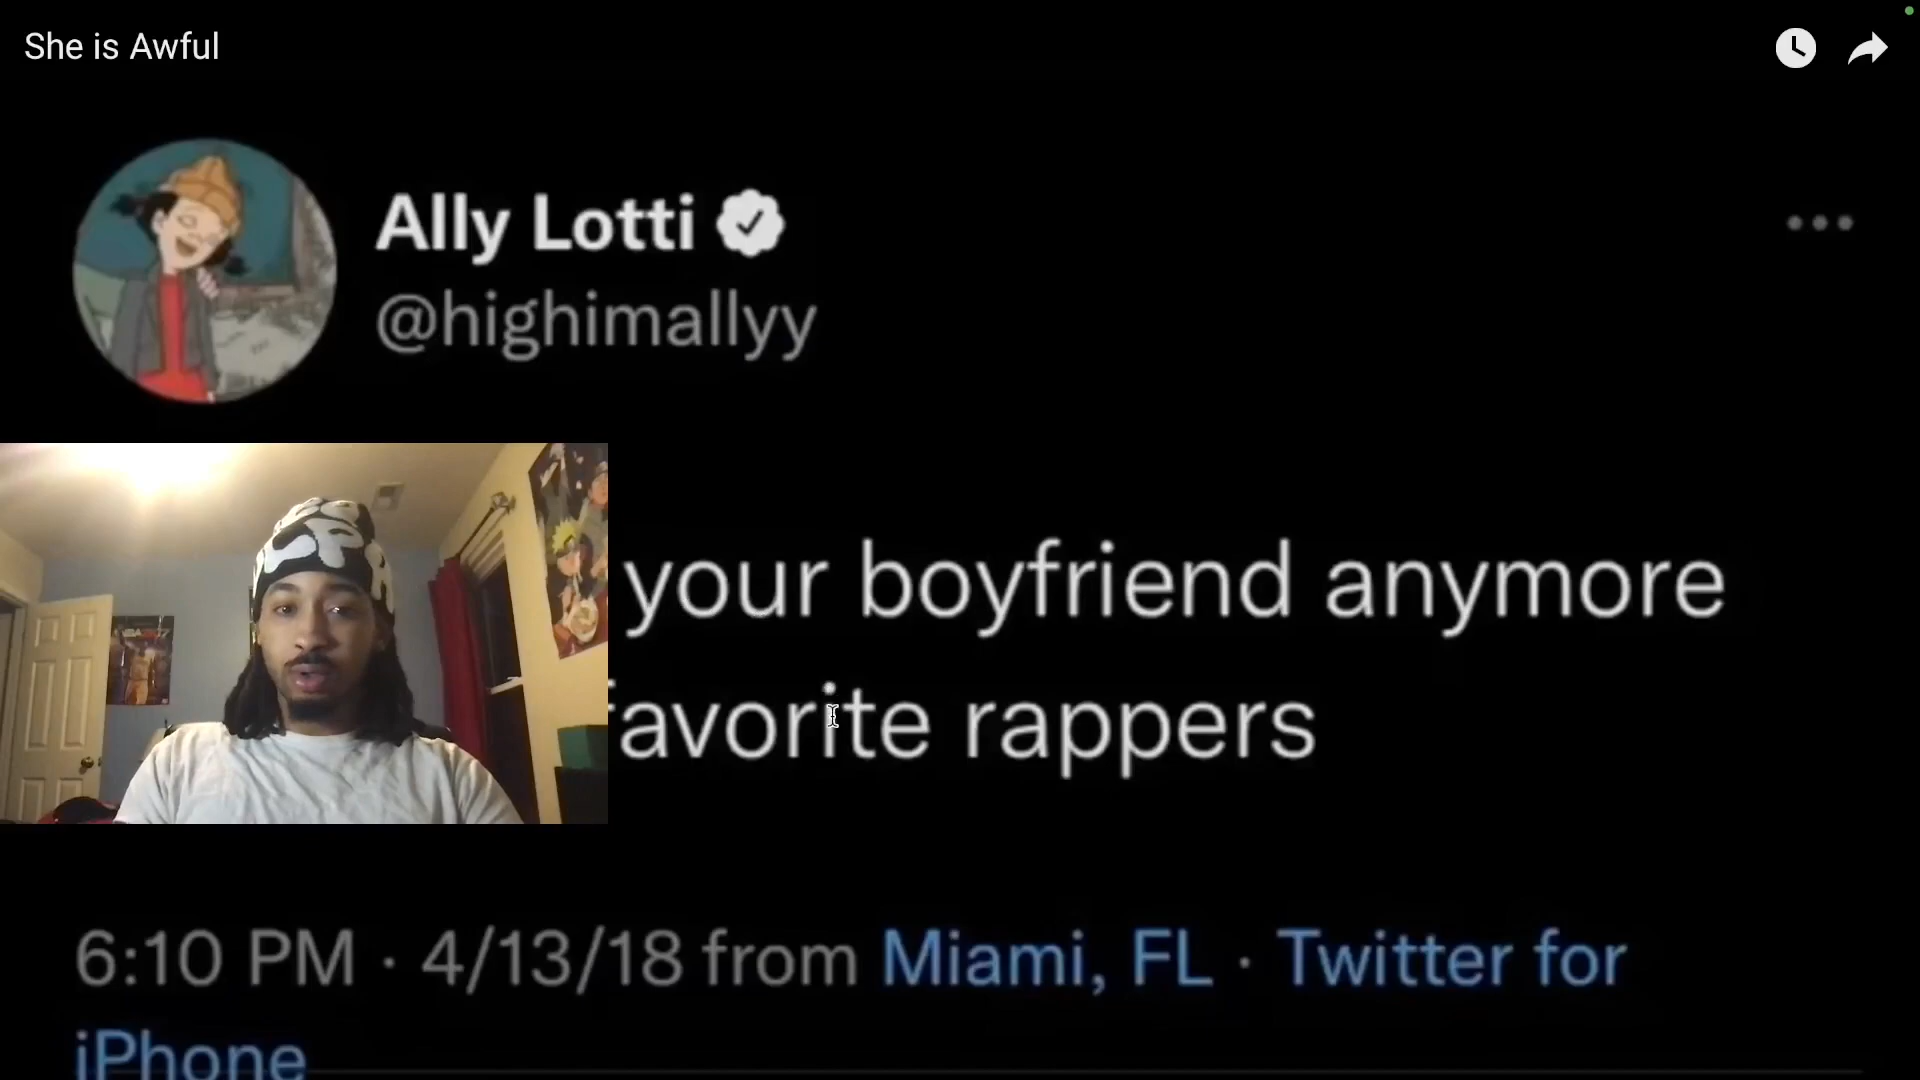 She is Awful
Ally Lotti
@highimallyy
your boyfriend anymore
favorite rappers
6:10 PM · 4/13/18 from Miami, FL · Twitter for
iPhone